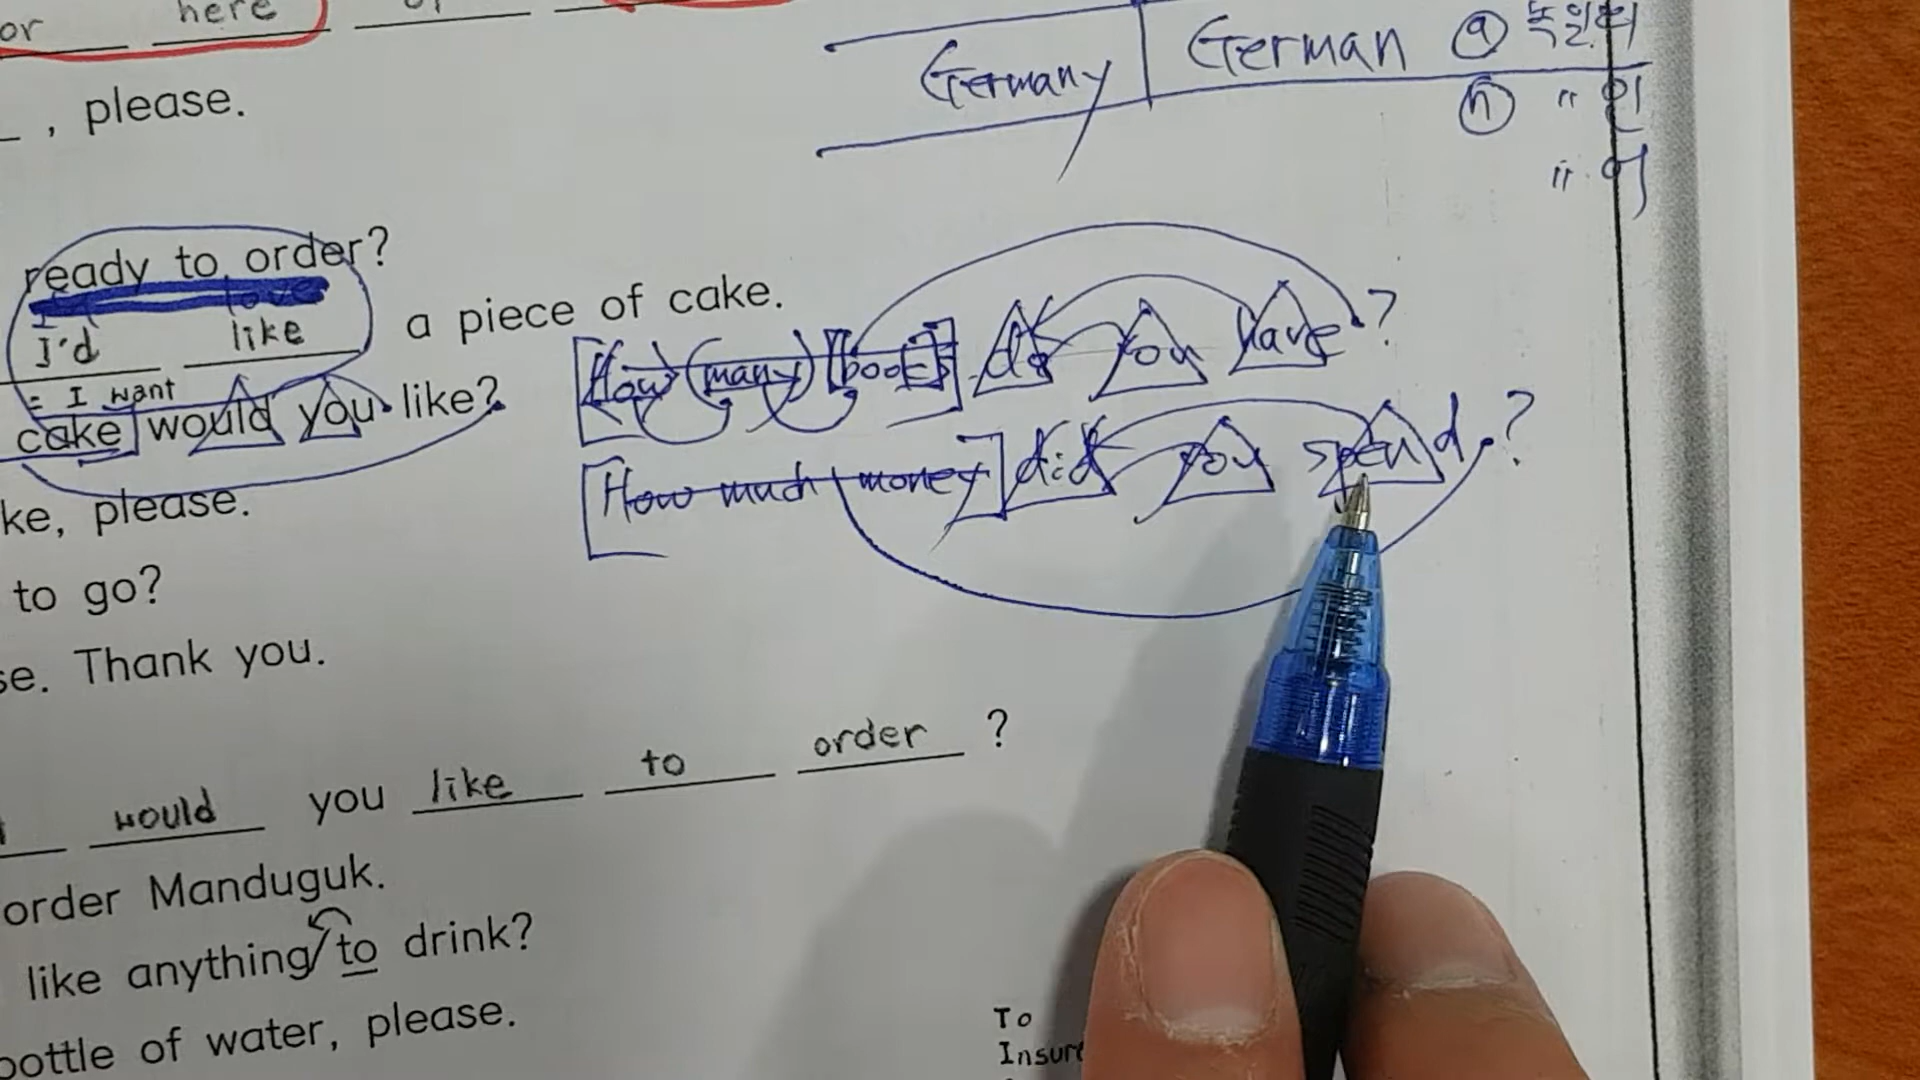 or here
Germany German ⓐ 독일의
, please. ⓝ 〃 인
〃 어
ready to order?
I'd like a piece of cake.
[How many books] do you have?
= I want
cake would you like?
[How much money] did you spend?
ke, please.
to go?
se. Thank you.
would you like to order ?
order Manduguk.
like anything to drink?
bottle of water, please.
To
Insure